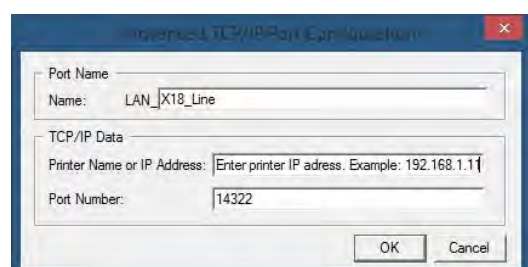 Advanced TCP/IP Port Configuration
Port Name
Name: LAN_X18_Line
TCP/IP Data
Printer Name or IP Address: Enter printer IP adress. Example: 192.168.1.11
Port Number: 14322
OK Cancel